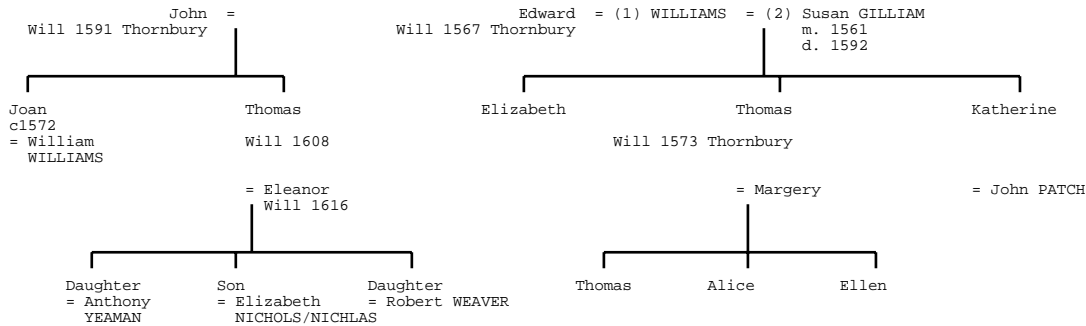 John = Edward = (1) WILLIAMS = (2) Susan GILLIAM
Will 1591 Thornbury Will 1567 Thornbury m. 1561
d. 1592
Joan Thomas Elizabeth Thomas Katherine
c1572
= William Will 1608 Will 1573 Thornbury
WILLIAMS
= Eleanor = Margery = John PATCH
Will 1616
Daughter Son Daughter Thomas Alice Ellen
= Anthony = Elizabeth = Robert WEAVER
YEAMAN NICHOLS/NICHLAS